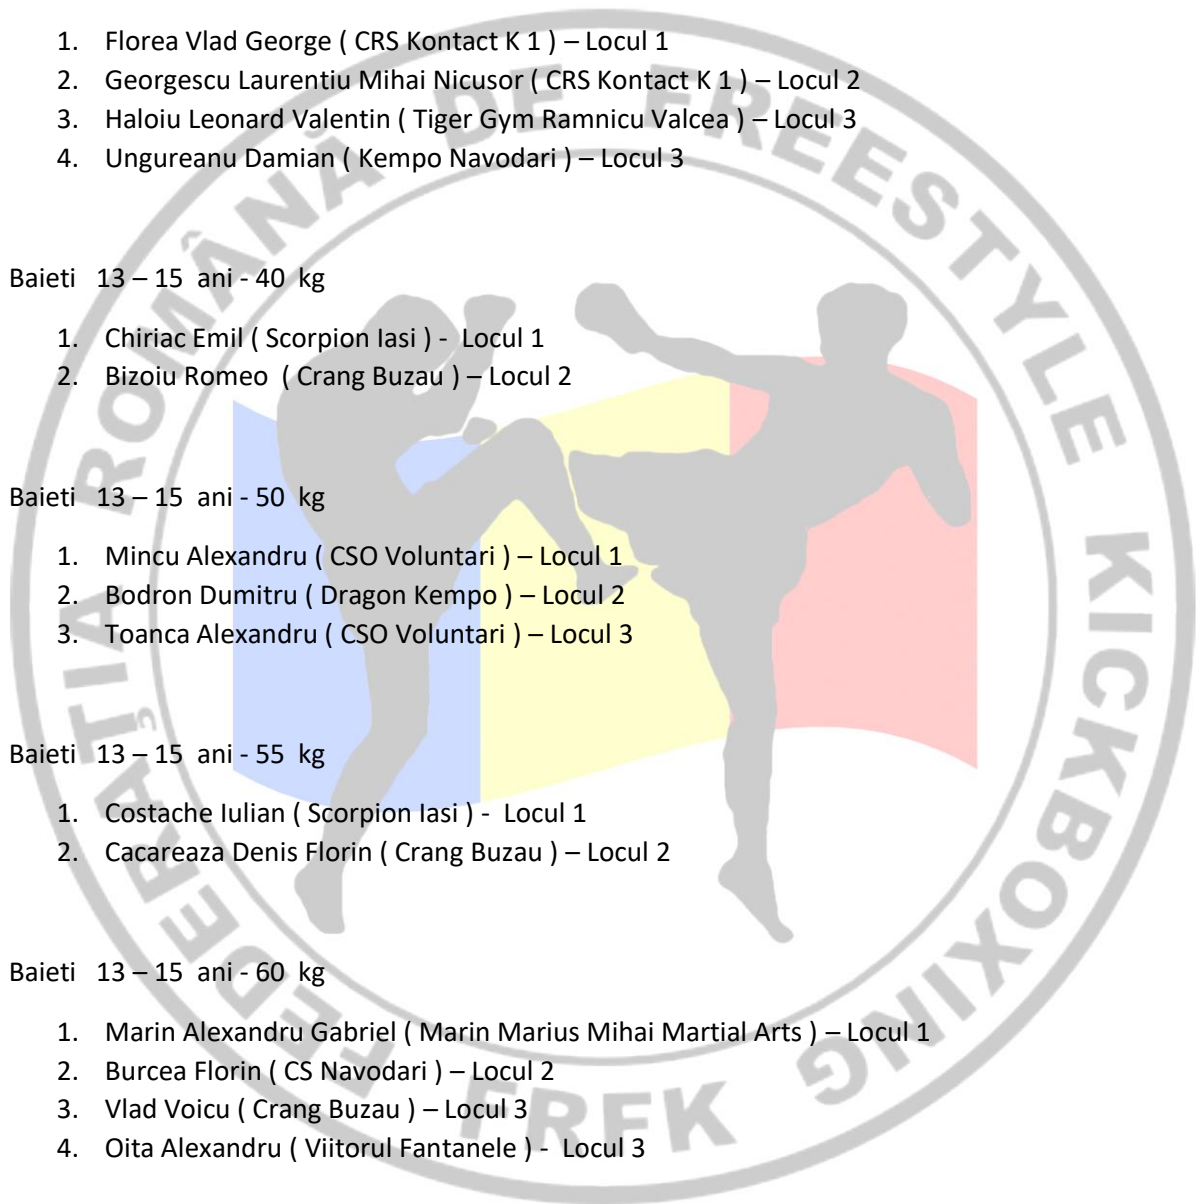 1. Florea Vlad George ( CRS Kontact K 1 ) – Locul 1
2. Georgescu Laurentiu Mihai Nicusor ( CRS Kontact K 1 ) – Locul 2
3. Haloiu Leonard Valentin ( Tiger Gym Ramnicu Valcea ) – Locul 3
4. Ungureanu Damian ( Kempo Navodari ) – Locul 3
Baieti 13 – 15 ani - 40 kg
1. Chiriac Emil ( Scorpion Iasi ) - Locul 1
2. Bizoiu Romeo ( Crang Buzau ) – Locul 2
Baieti 13 – 15 ani - 50 kg
1. Mincu Alexandru ( CSO Voluntari ) – Locul 1
2. Bodron Dumitru ( Dragon Kempo ) – Locul 2
3. Toanca Alexandru ( CSO Voluntari ) – Locul 3
Baieti 13 – 15 ani - 55 kg
1. Costache Iulian ( Scorpion Iasi ) - Locul 1
2. Cacareaza Denis Florin ( Crang Buzau ) – Locul 2
Baieti 13 – 15 ani - 60 kg
1. Marin Alexandru Gabriel ( Marin Marius Mihai Martial Arts ) – Locul 1
2. Burcea Florin ( CS Navodari ) – Locul 2
3. Vlad Voicu ( Crang Buzau ) – Locul 3
4. Oita Alexandru ( Viitorul Fantanele ) - Locul 3
FEDERAȚIA ROMÂNĂ DE FREESTYLE KICKBOXING
FRFK